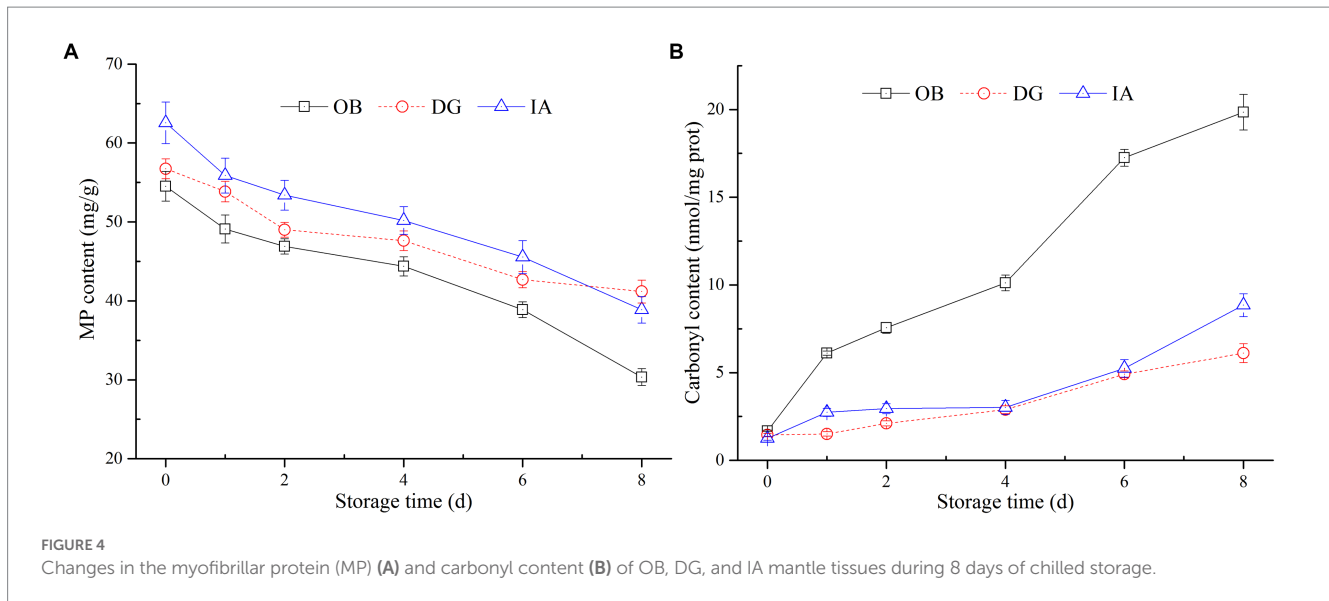 A
70
60
50
40
30
20
MP content (mg/g)
OB DG IA
0 2 4 6 8
Storage time (d)
B
20
15
10
5
0
Carbonyl content (nmol/mg prot)
OB DG IA
0 2 4 6 8
Storage time (d)
FIGURE 4
Changes in the myofibrillar protein (MP) (A) and carbonyl content (B) of OB, DG, and IA mantle tissues during 8 days of chilled storage.